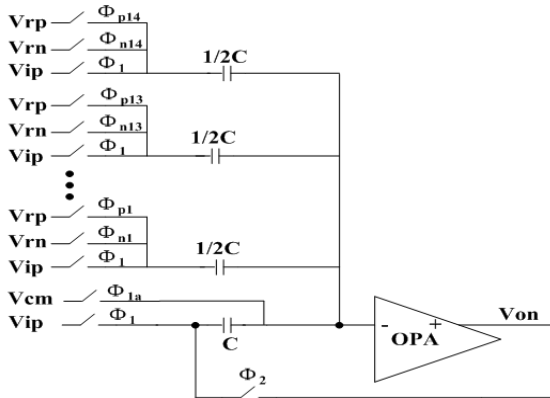 Vrp Φp14
Vrn Φn14
Vip Φ1 1/2C
Vrp Φp13
Vrn Φn13
Vip Φ1 1/2C
Vrp Φp1
Vrn Φn1
Vip Φ1 1/2C
Vcm Φ1a
Vip Φ1 C - OPA + Von
Φ2